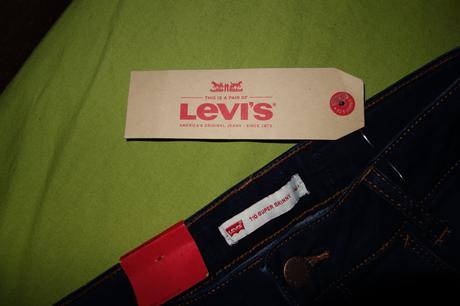 THIS IS A PAIR OF
LEVI'S
AMERICA'S ORIGINAL JEANS - SINCE 1873
Levi's
710 SUPER SKINNY